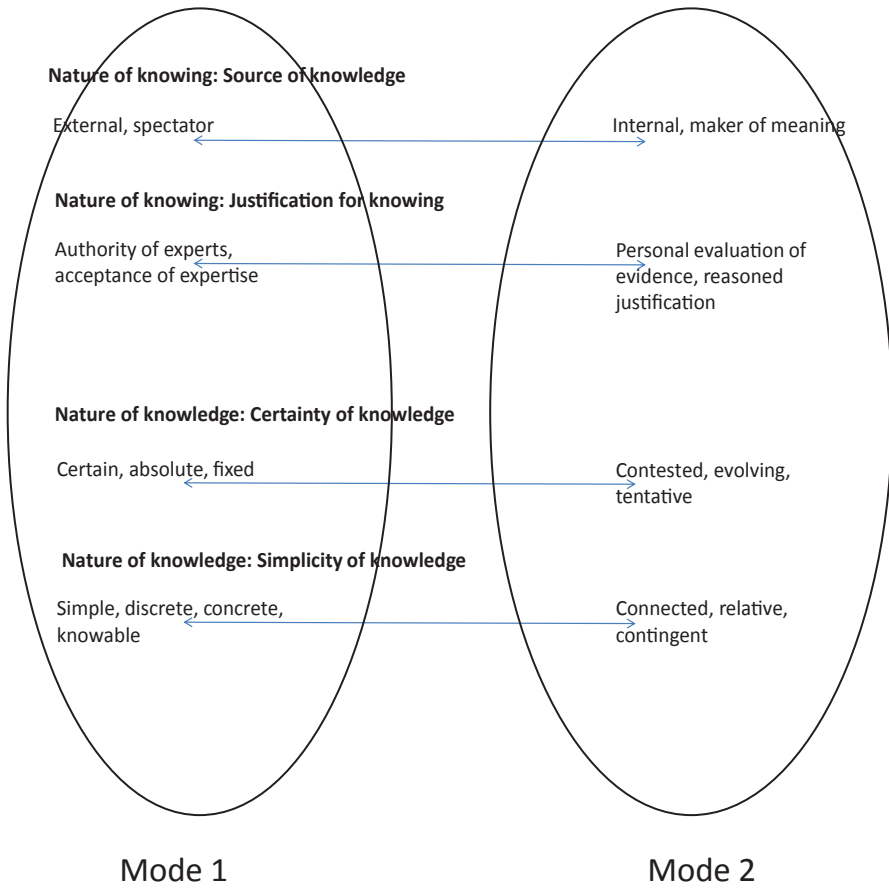 Nature of knowing: Source of knowledge
External, spectator
Internal, maker of meaning
Nature of knowing: Justification for knowing
Authority of experts,
acceptance of expertise
Personal evaluation of
evidence, reasoned
justification
Nature of knowledge: Certainty of knowledge
Certain, absolute, fixed
Contested, evolving,
tentative
Nature of knowledge: Simplicity of knowledge
Simple, discrete, concrete,
knowable
Connected, relative,
contingent
Mode 1
Mode 2